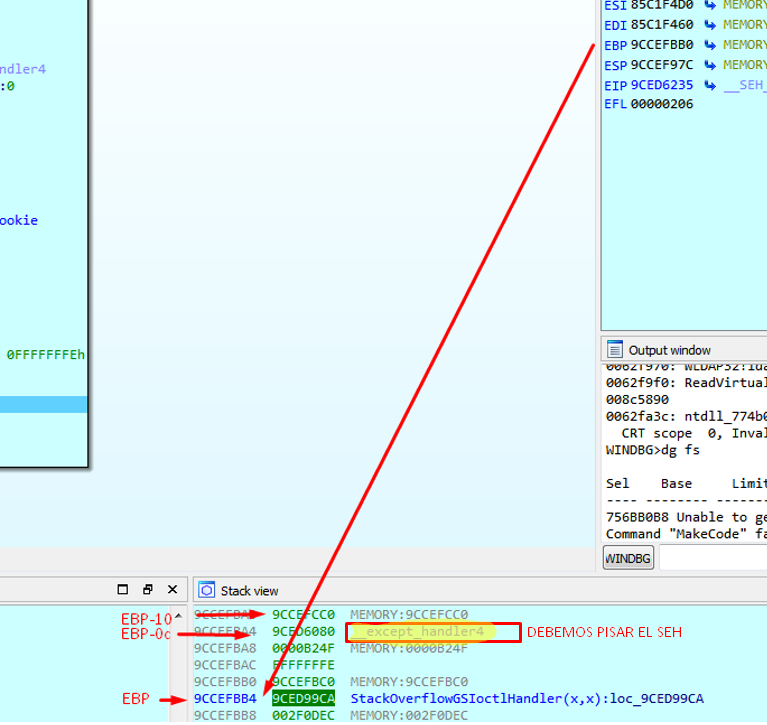 ESI 85C1F4D0 MEMORY
EDI 85C1F460 MEMORY
EBP 9CCEFBB0 MEMORY
ESP 9CCEF97C MEMORY
EIP 9CED6235 __SEH_
EFL 00000206
ndler4
:0
ookie
0FFFFFFFEh
Output window
0062f970: WLDAP32!lda
0062f9f0: ReadVirtual
008c5890
0062fa3c: ntdll_774b0
CRT scope 0, Inval
WINDBG>dg fs
Sel Base Limit
---- -------- -------
756BB0B8 Unable to ge
Command "MakeCode" fa
WINDBG
Stack view
EBP-10 9CCEFBA 9CCEFCC0 MEMORY:9CCEFCC0
EBP-0c 9CCEFBA4 9CED6080 __except_handler4 DEBEMOS PISAR EL SEH
9CCEFBA8 0000B24F MEMORY:0000B24F
9CCEFBAC FFFFFFFE
9CCEFBB0 9CCEFBC0 MEMORY:9CCEFBC0
EBP 9CCEFBB4 9CED99CA StackOverflowGSIoctlHandler(x,x):loc_9CED99CA
9CCEFBB8 002F0DEC MEMORY:002F0DEC